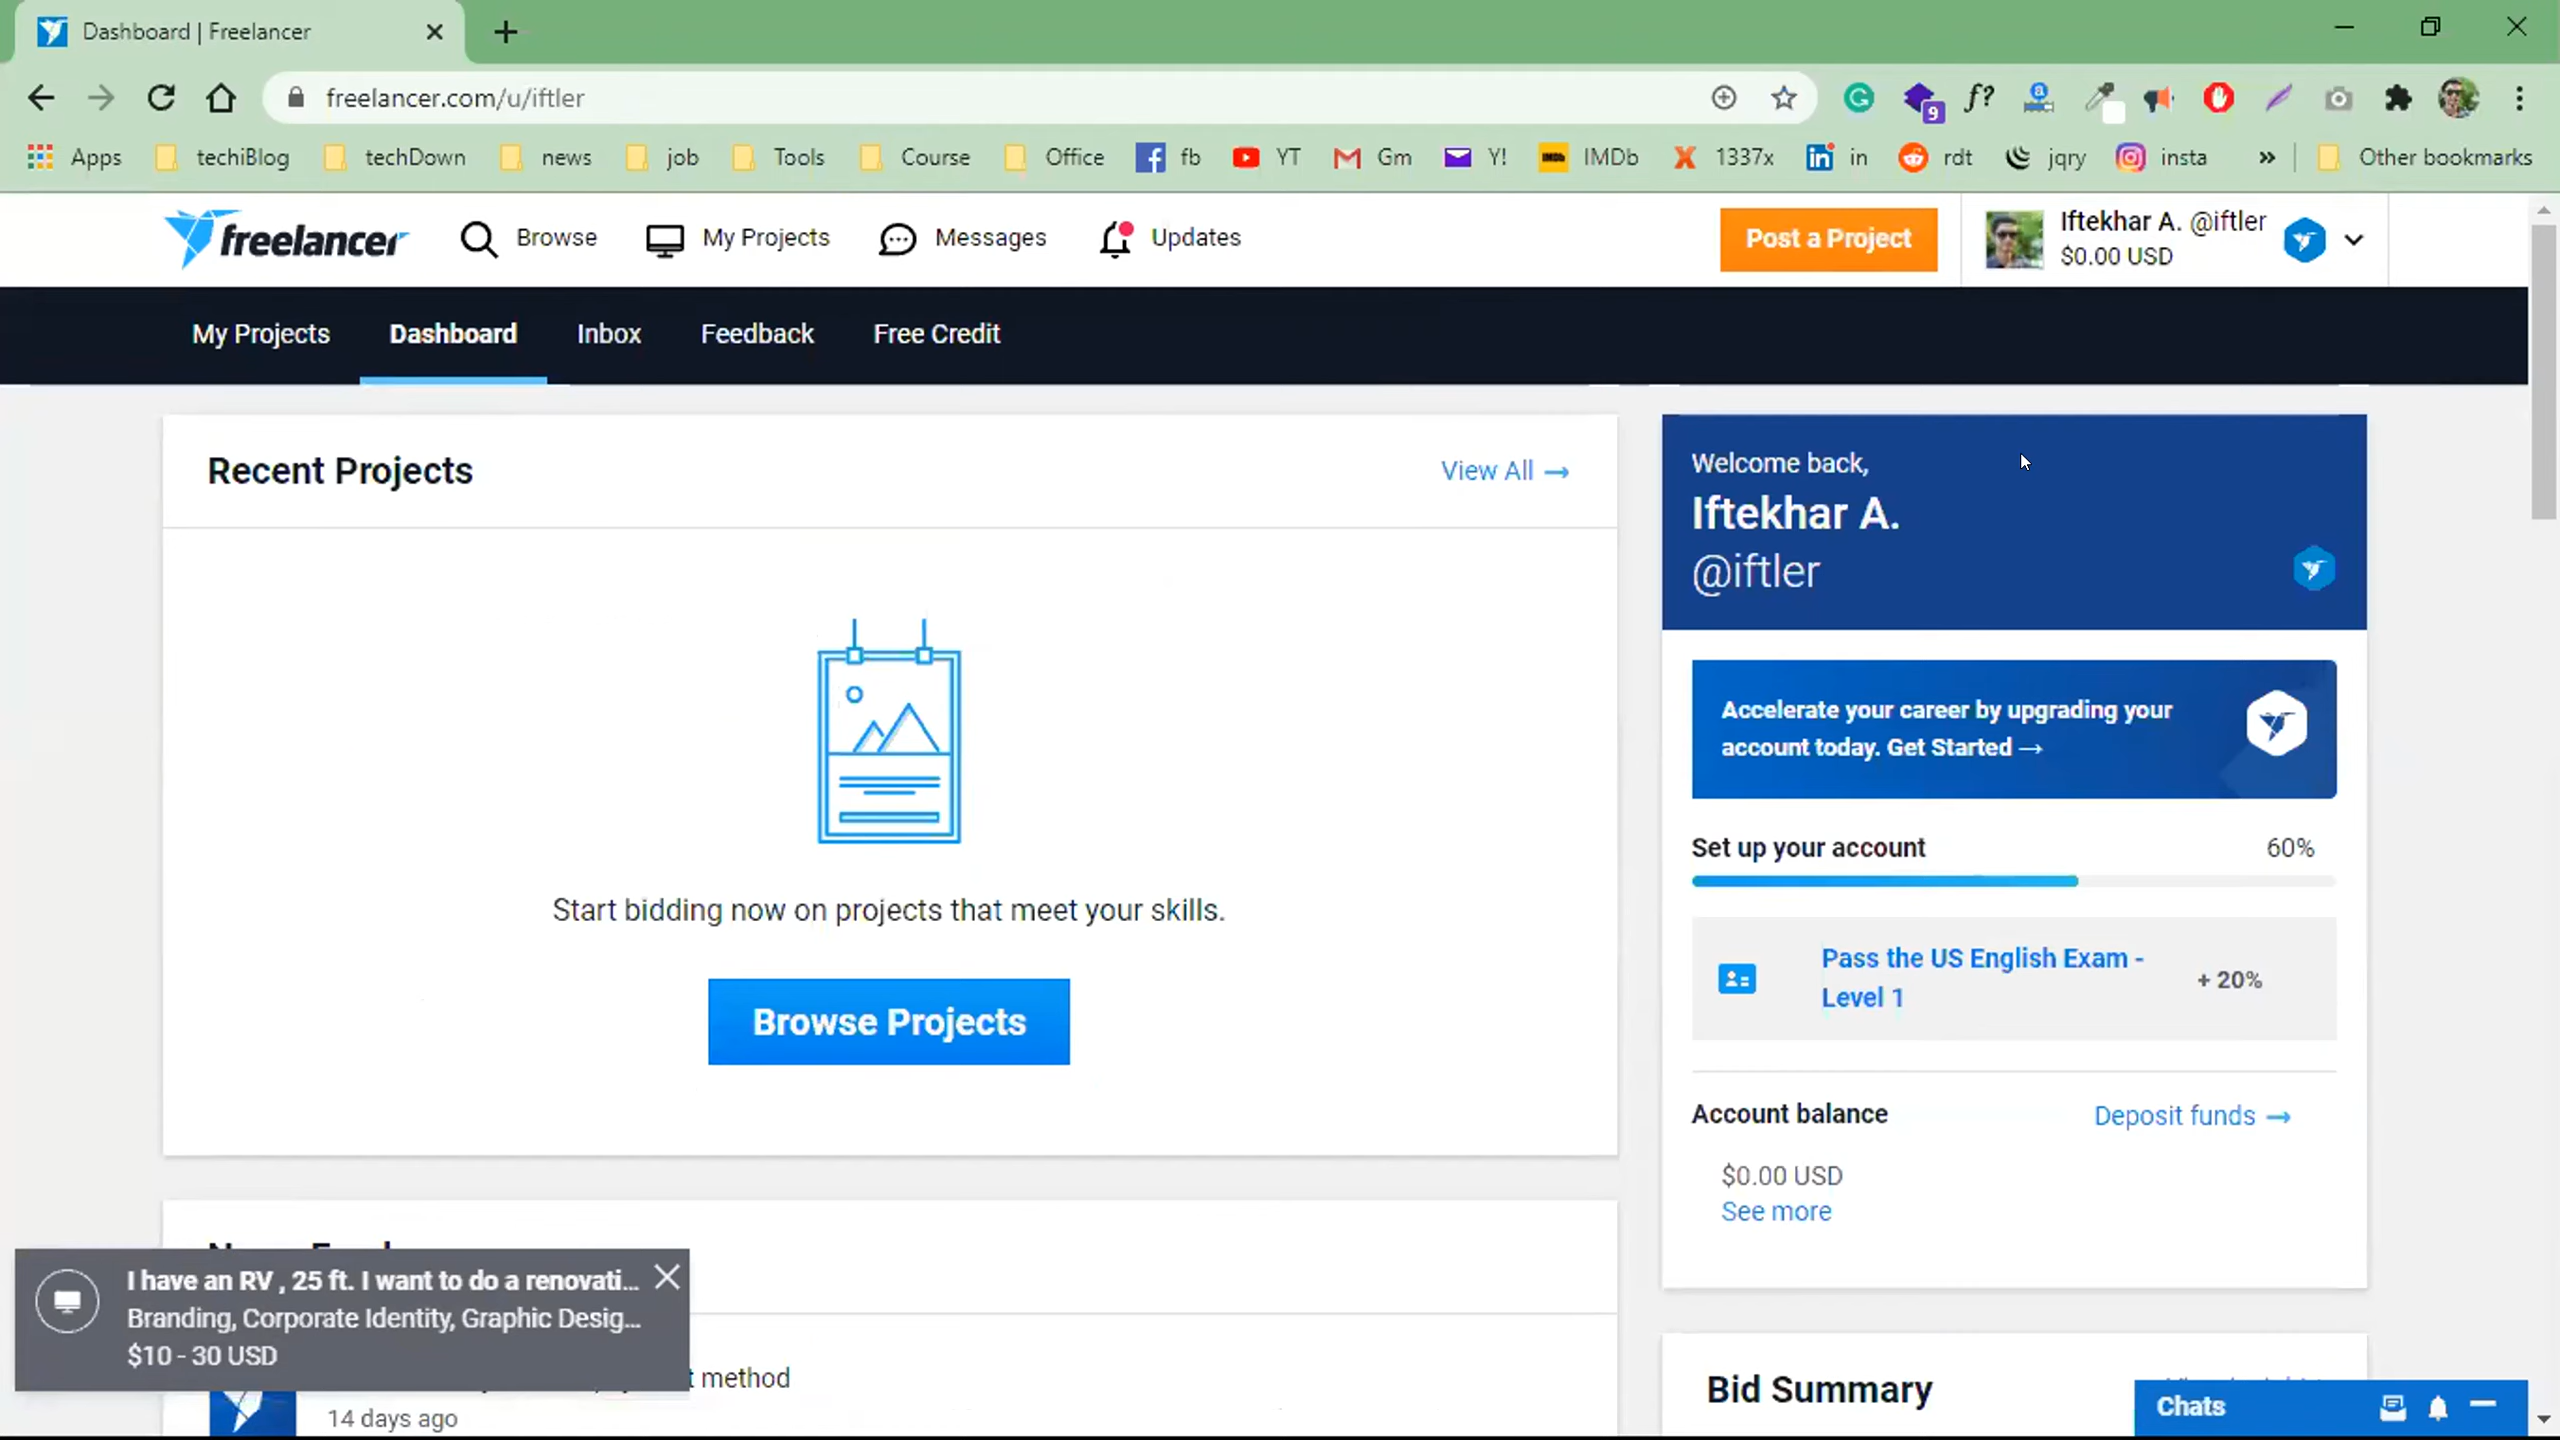 Dashboard | Freelancer
freelancer.com/u/iftler
9
f?
Apps techiBlog techDown news job Tools Course Office fb YT Gm Y! IMDb 1337x in rdt jqry insta » Other bookmarks
freelancer Browse My Projects Messages Updates
Post a Project
Iftekhar A. @iftler
$0.00 USD
My Projects Dashboard Inbox Feedback Free Credit
Recent Projects
View All →
Start bidding now on projects that meet your skills.
Browse Projects
Welcome back,
Iftekhar A.
@iftler
Accelerate your career by upgrading your
account today. Get Started →
Set up your account 60%
Pass the US English Exam -
Level 1
+ 20%
Account balance Deposit funds →
$0.00 USD
See more
I have an RV , 25 ft. I want to do a renovati...
Branding, Corporate Identity, Graphic Desig...
$10 - 30 USD
method
14 days ago
Bid Summary
Chats